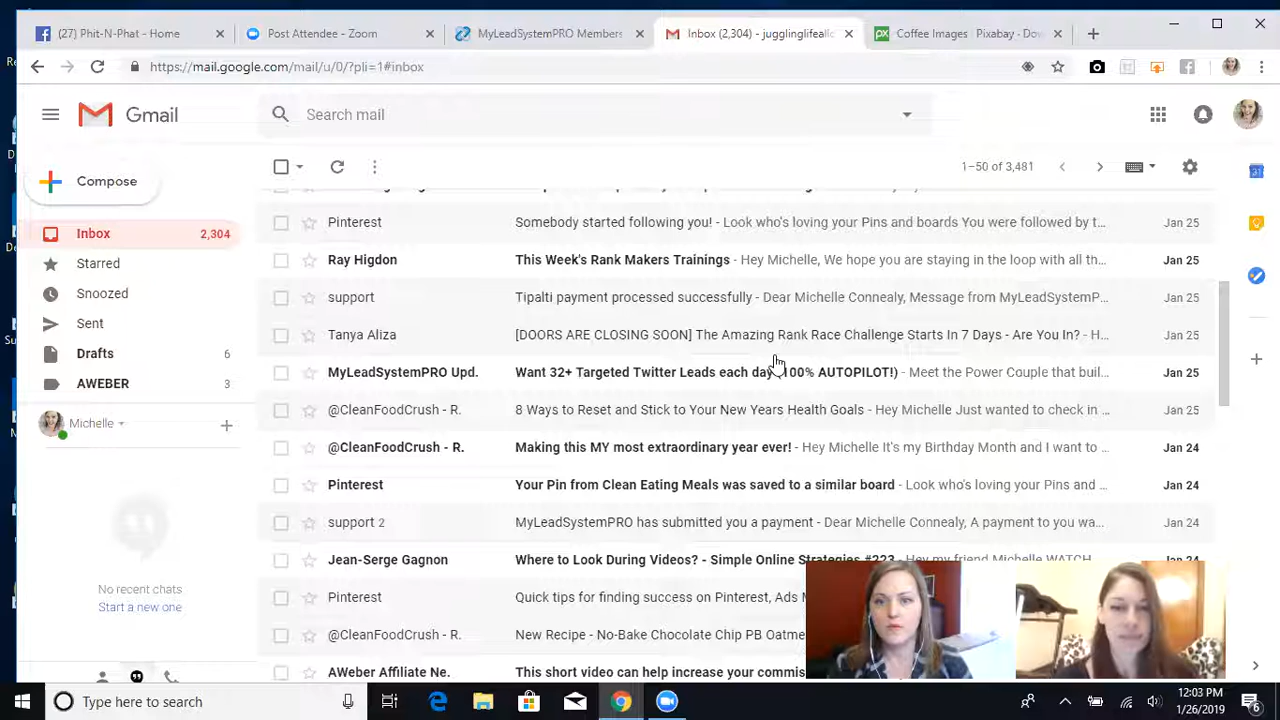 (27) Phit-N-Phat - Home
Post Attendee - Zoom
MyLeadSystemPRO Members
Inbox (2,304) - jugglinglifeallo
Coffee Images | Pixabay - Dow
https://mail.google.com/mail/u/0/?pli=1#inbox
Gmail
Search mail
Compose
1–50 of 3,481
Inbox 2,304
Starred
Snoozed
Sent
Drafts 6
AWEBER 3
Michelle
No recent chats
Start a new one
Pinterest Somebody started following you! - Look who's loving your Pins and boards You were followed by t... Jan 25
Ray Higdon This Week's Rank Makers Trainings - Hey Michelle, We hope you are staying in the loop with all th... Jan 25
support Tipalti payment processed successfully - Dear Michelle Connealy, Message from MyLeadSystemP... Jan 25
Tanya Aliza [DOORS ARE CLOSING SOON] The Amazing Rank Race Challenge Starts In 7 Days - Are You In? - H... Jan 25
MyLeadSystemPRO Upd. Want 32+ Targeted Twitter Leads each day 100% AUTOPILOT!) - Meet the Power Couple that buil... Jan 25
@CleanFoodCrush - R. 8 Ways to Reset and Stick to Your New Years Health Goals - Hey Michelle Just wanted to check in ... Jan 25
@CleanFoodCrush - R. Making this MY most extraordinary year ever! - Hey Michelle It's my Birthday Month and I want to ... Jan 24
Pinterest Your Pin from Clean Eating Meals was saved to a similar board - Look who's loving your Pins and ... Jan 24
support 2 MyLeadSystemPRO has submitted you a payment - Dear Michelle Connealy, A payment to you wa... Jan 24
Jean-Serge Gagnon Where to Look During Videos? - Simple Online Strategies #223 - Hey my friend Michelle WATCH Jan 24
Pinterest Quick tips for finding success on Pinterest, Ads M
@CleanFoodCrush - R. New Recipe - No-Bake Chocolate Chip PB Oatme
AWeber Affiliate Ne. This short video can help increase your commis
Type here to search
12:03 PM
1/26/2019
6